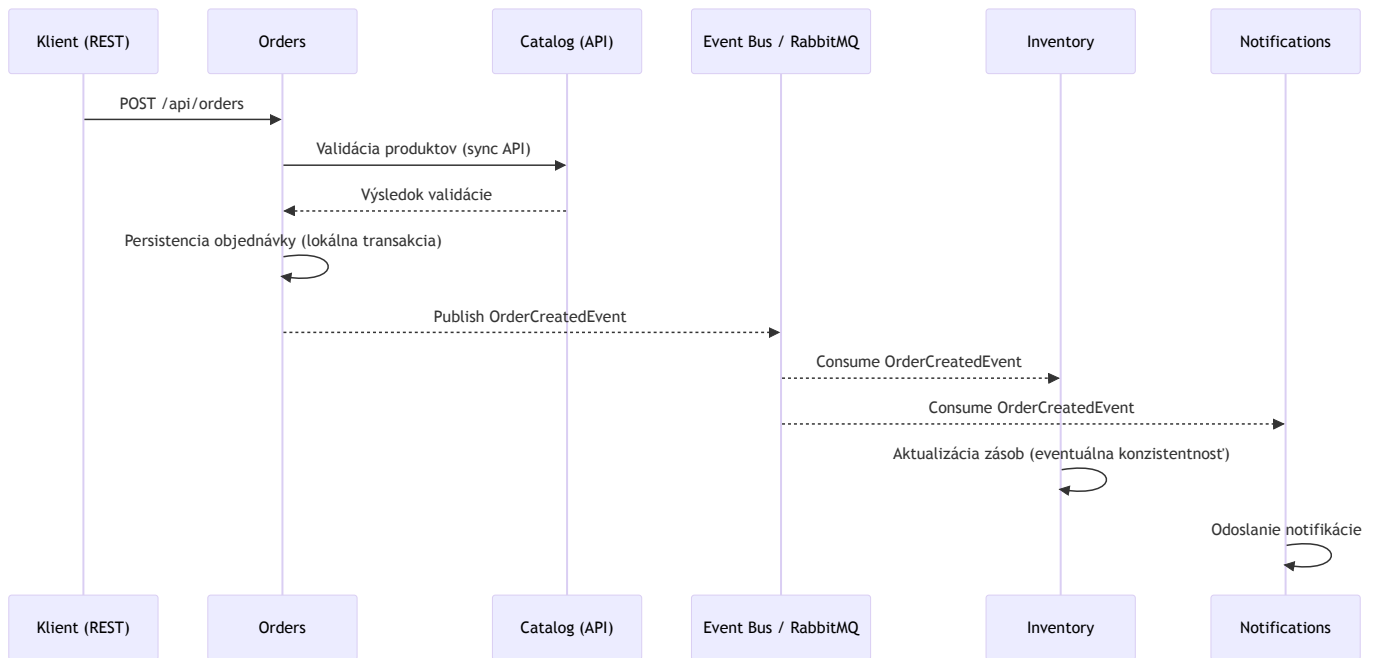 Klient (REST)
Orders
Catalog (API)
Event Bus / RabbitMQ
Inventory
Notifications
POST /api/orders
Validácia produktov (sync API)
Výsledok validácie
Persistencia objednávky (lokálna transakcia)
Publish OrderCreatedEvent
Consume OrderCreatedEvent
Consume OrderCreatedEvent
Aktualizácia zásob (eventuálna konzistentnosť)
Odoslanie notifikácie
Klient (REST)
Orders
Catalog (API)
Event Bus / RabbitMQ
Inventory
Notifications